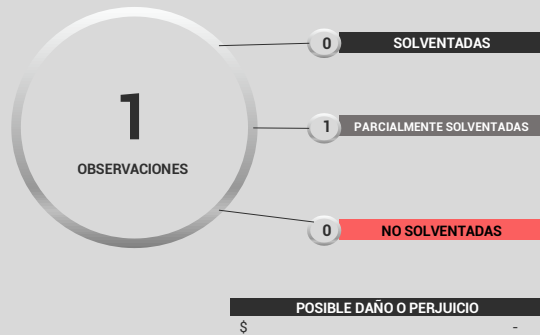 0 SOLVENTADAS
1
OBSERVACIONES
1 PARCIALMENTE SOLVENTADAS
0 NO SOLVENTADAS
POSIBLE DAÑO O PERJUICIO
$ -